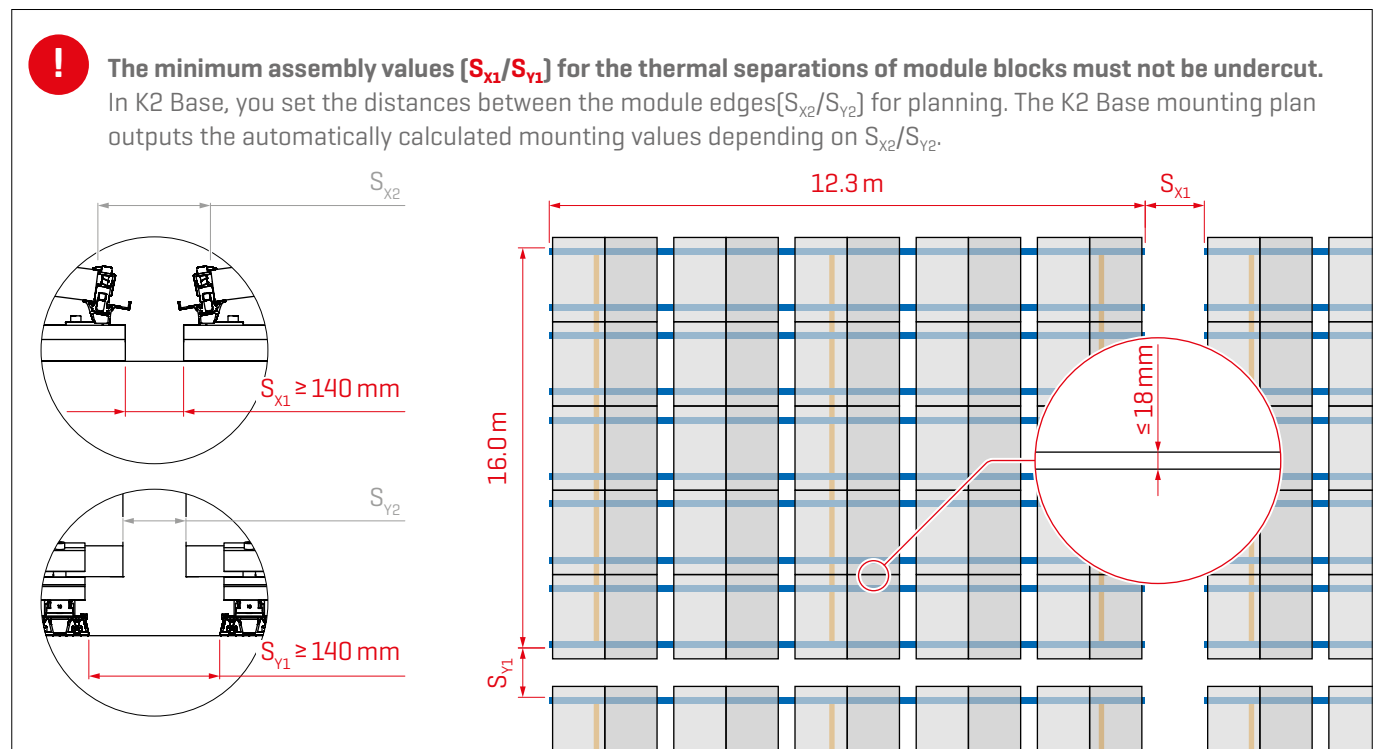 !
The minimum assembly values (SX1/SY1) for the thermal separations of module blocks must not be undercut.
In K2 Base, you set the distances between the module edges(SX2/SY2) for planning. The K2 Base mounting plan
outputs the automatically calculated mounting values depending on SX2/SY2.
SX2
SX1 ≥ 140 mm
SY2
SY1 ≥ 140 mm
12.3 m
SX1
16.0 m
≤ 18 mm
SY1